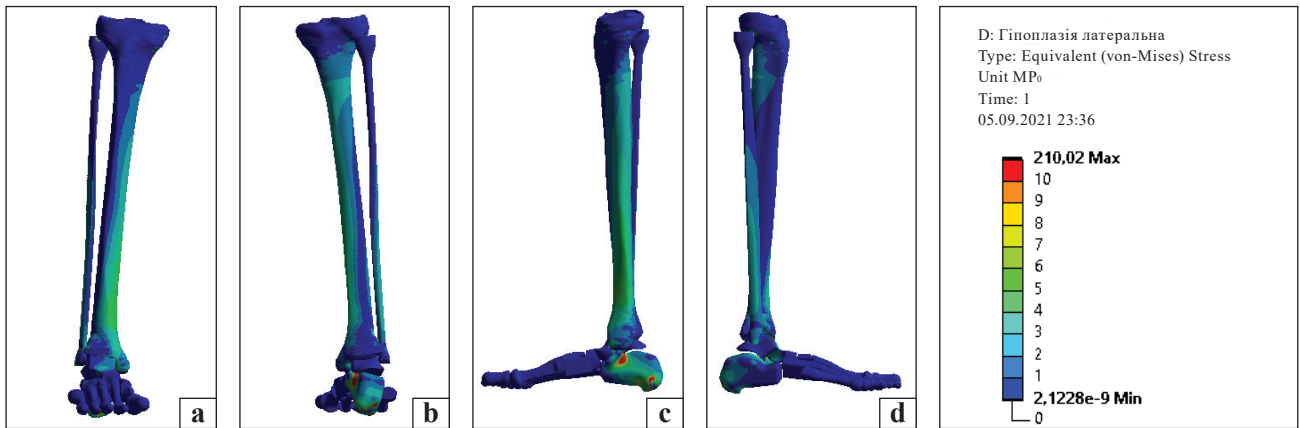 a
b
c
d
D: Гіпоплазія латеральна
Type: Equivalent (von-Mises) Stress
Unit MP₀
Time: 1
05.09.2021 23:36
210,02 Max
10
9
8
7
6
5
4
3
2
1
2,1228e-9 Min
0